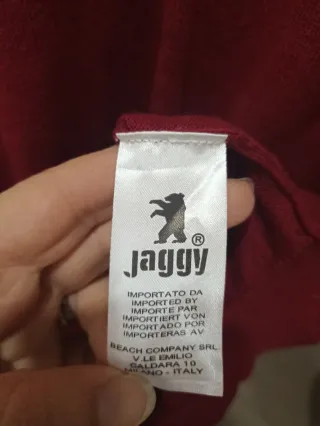 ®
jaggy
IMPORTATO DA
IMPORTED BY
IMPORTE PAR
IMPORTIERT VON
IMPORTADO POR
IMPORTERAS AV
BEACH COMPANY SRL
V.LE EMILIO
CALDARA 10
MILANO - ITALY